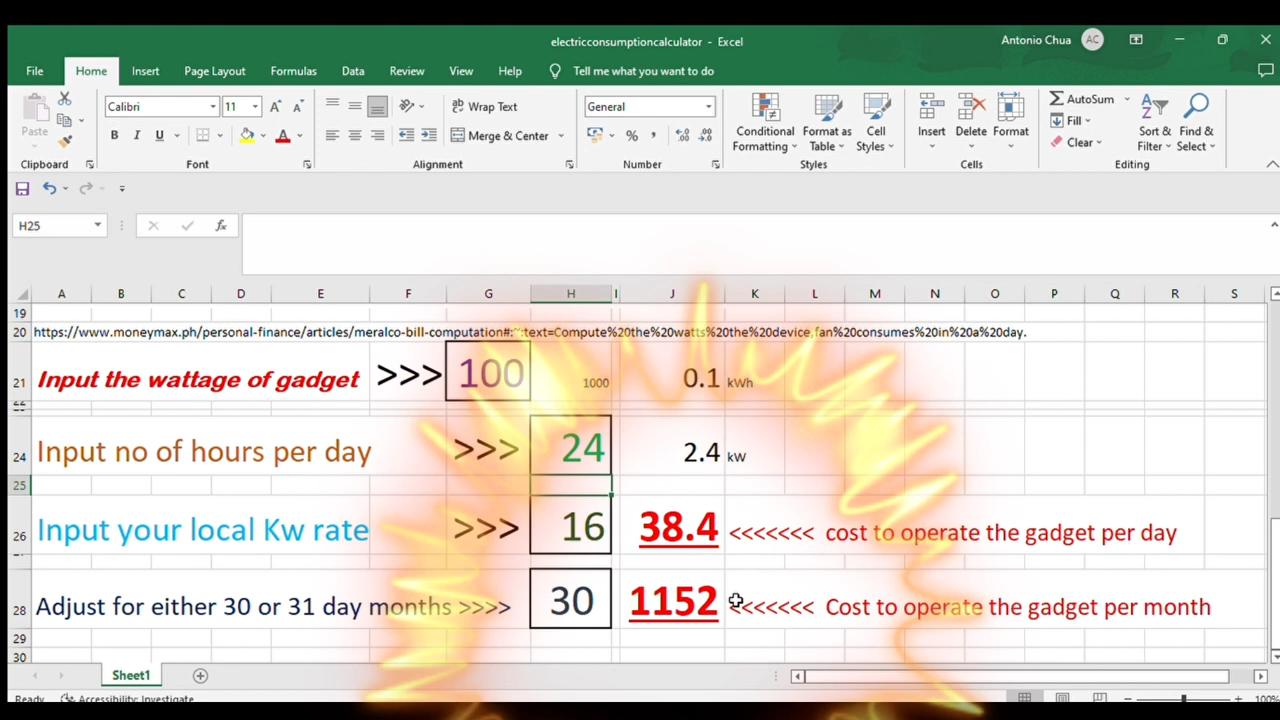 electricconsumptioncalculator - Excel
Antonio Chua AC
File Home Insert Page Layout Formulas Data Review View Help Tell me what you want to do
Calibri 11 Wrap Text General AutoSum
Paste B I U Merge & Center % Conditional Formatting Format as Table Cell Styles Insert Delete Format Fill Clear Sort & Filter Find & Select
Clipboard Font Alignment Number Styles Cells Editing
H25 fx
A B C D E F G H I J K L M N O P Q R S
19
20 https://www.moneymax.ph/personal-finance/articles/meralco-bill-computation#:~:text=Compute%20the%20watts%20the%20device,fan%20consumes%20in%20a%20day.
21 Input the wattage of gadget >>> 100 1000 0.1 kWh
24 Input no of hours per day >>> 24 2.4 kW
25
26 Input your local Kw rate >>> 16 38.4 <<<<<<< cost to operate the gadget per day
28 Adjust for either 30 or 31 day months >>>> 30 1152 <<<<<<< Cost to operate the gadget per month
29
30
Sheet1
Ready Accessibility: Investigate 100%